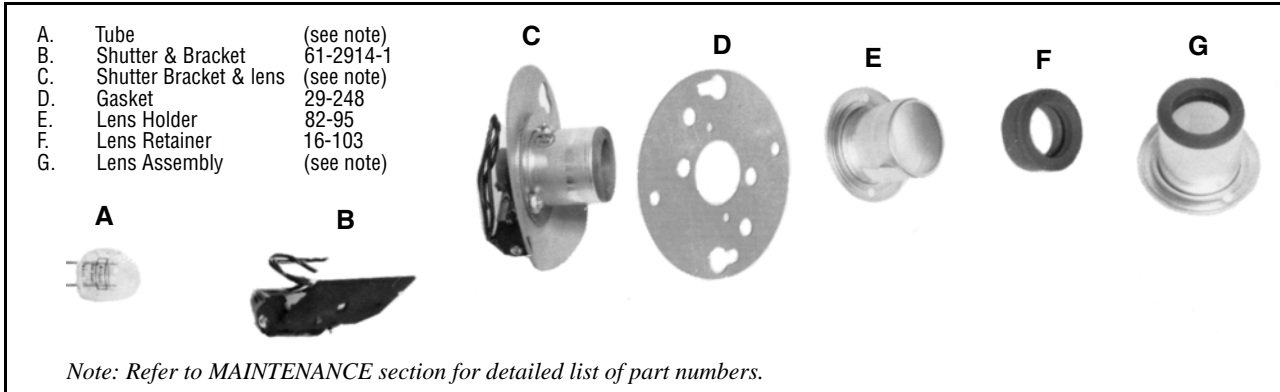 A. Tube (see note)
B. Shutter & Bracket 61-2914-1
C. Shutter Bracket & lens (see note)
D. Gasket 29-248
E. Lens Holder 82-95
F. Lens Retainer 16-103
G. Lens Assembly (see note)
C
D
E
F
G
A
B
Note: Refer to MAINTENANCE section for detailed list of part numbers.